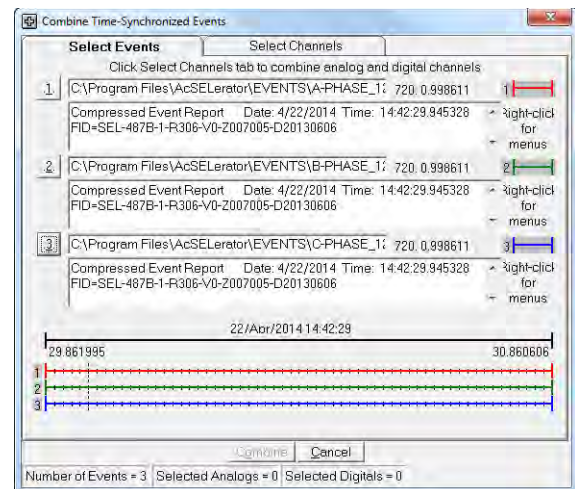 Combine Time-Synchronized Events
Select Events Select Channels
Click Select Channels tab to combine analog and digital channels
1 C:\Program Files\AcSELerator\EVENTS\A-PHASE_12 720: 0.998611 1
Compressed Event Report Date: 4/22/2014 Time: 14:42:29.945328
FID=SEL-487B-1-R306-V0-Z007005-D20130606
Right-click
for
menus
2 C:\Program Files\AcSELerator\EVENTS\B-PHASE_12 720: 0.998611 2
Compressed Event Report Date: 4/22/2014 Time: 14:42:29.945328
FID=SEL-487B-1-R306-V0-Z007005-D20130606
Right-click
for
menus
3 C:\Program Files\AcSELerator\EVENTS\C-PHASE_12 720: 0.998611 3
Compressed Event Report Date: 4/22/2014 Time: 14:42:29.945328
FID=SEL-487B-1-R306-V0-Z007005-D20130606
Right-click
for
menus
22/Abr/2014 14:42:29
29.861995 30.860606
1
2
3
Combine Cancel
Number of Events = 3 Selected Analogs = 0 Selected Digitals = 0